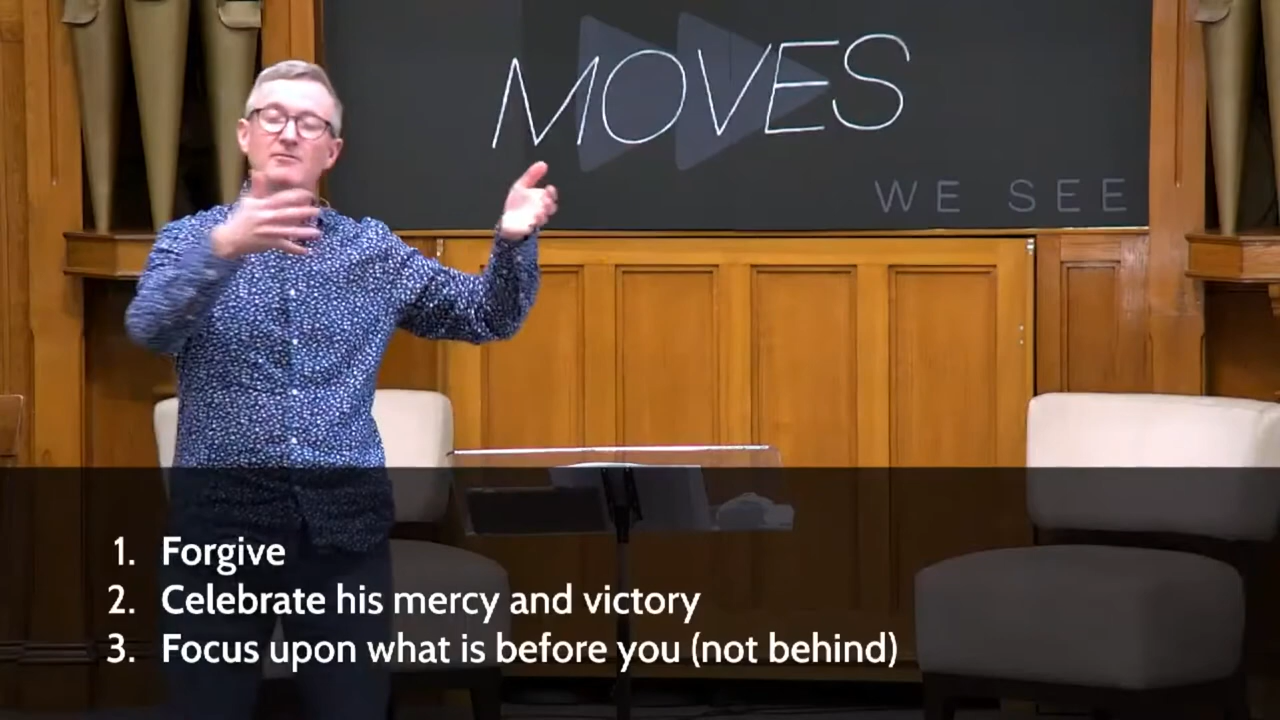 MOVES
WE SEE
1. Forgive
2. Celebrate his mercy and victory
3. Focus upon what is before you (not behind)